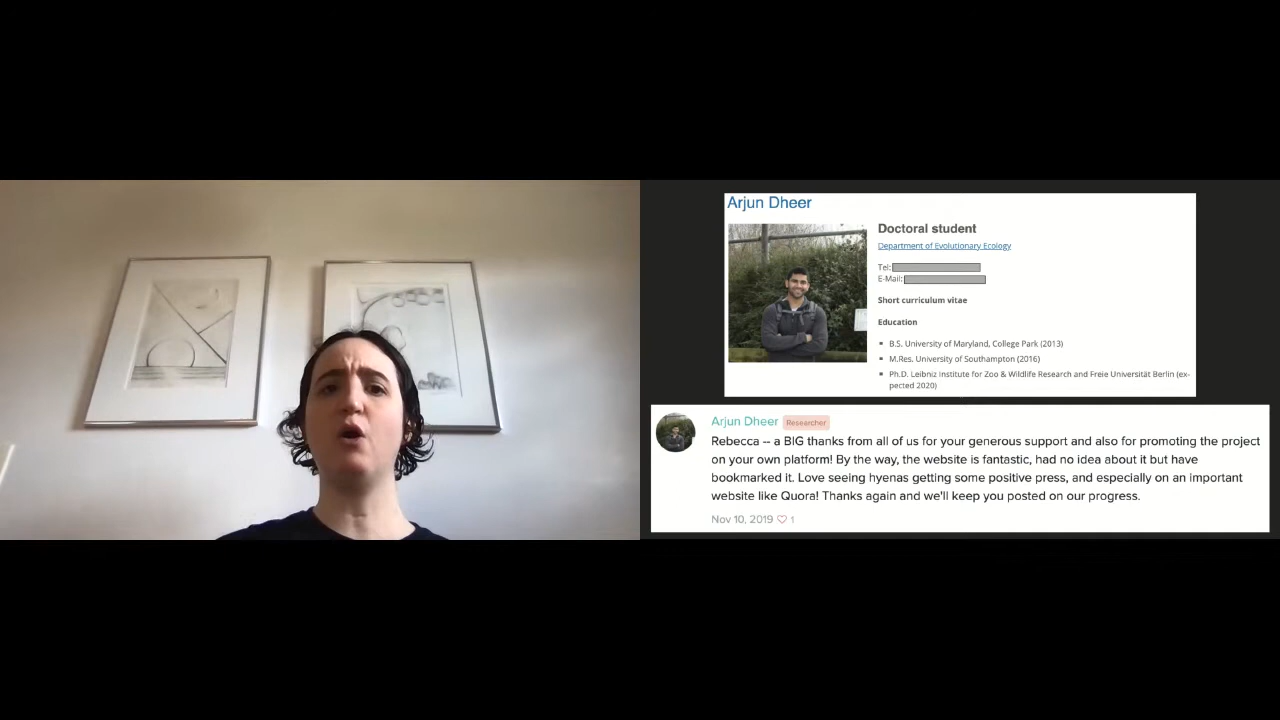 Arjun Dheer
Doctoral student
Department of Evolutionary Ecology
Tel:
E-Mail:
Short curriculum vitae
Education
B.S. University of Maryland, College Park (2013)
M.Res. University of Southampton (2016)
Ph.D. Leibniz Institute for Zoo & Wildlife Research and Freie Universität Berlin (ex-
pected 2020)
Arjun Dheer Researcher
Rebecca -- a BIG thanks from all of us for your generous support and also for promoting the project
on your own platform! By the way, the website is fantastic, had no idea about it but have
bookmarked it. Love seeing hyenas getting some positive press, and especially on an important
website like Quora! Thanks again and we'll keep you posted on our progress.
Nov 10, 2019 ♡ 1